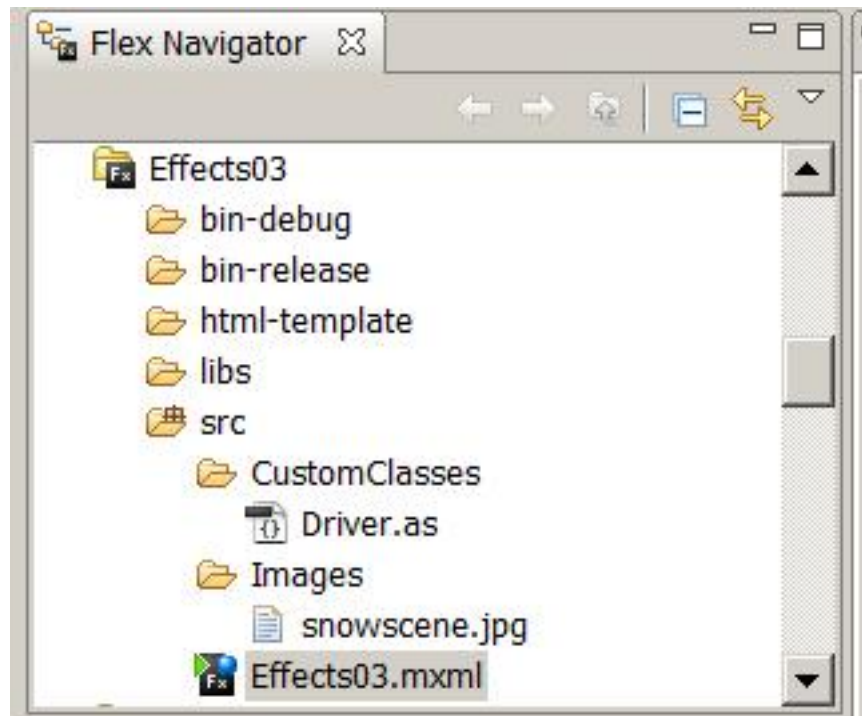 Flex Navigator
Effects03
bin-debug
bin-release
html-template
libs
src
CustomClasses
Driver.as
Images
snowscene.jpg
Effects03.mxml